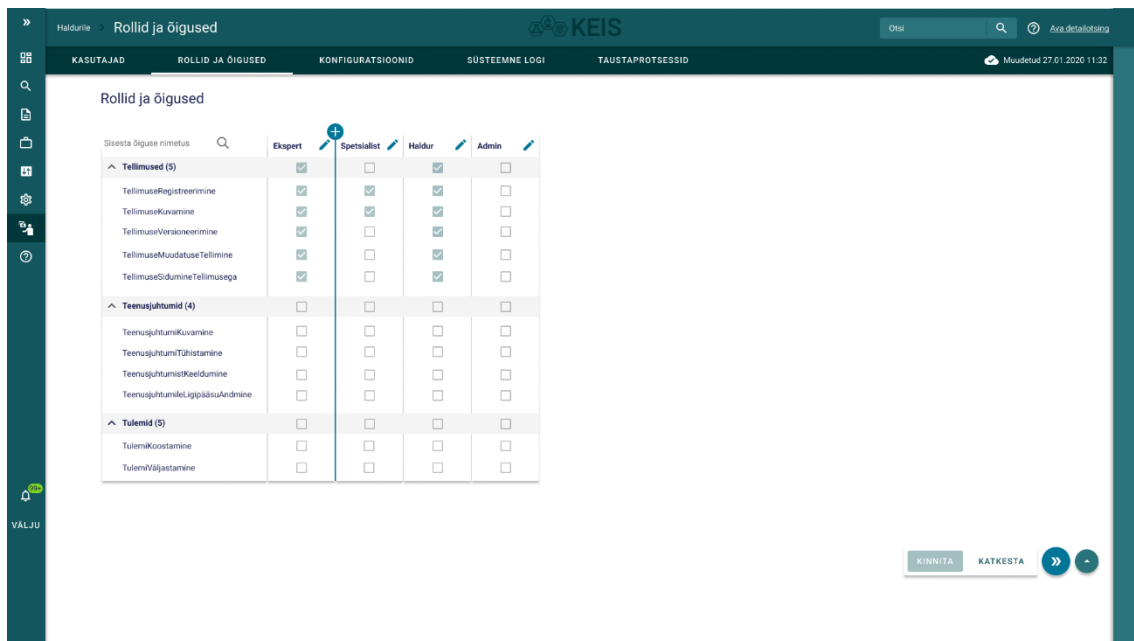 Haldurile > Rollid ja õigused
KEIS
Otsi
Ava detailotsing
KASUTAJAD ROLLID JA ÕIGUSED KONFIGURATSIOONID SÜSTEEMNE LOGI TAUSTAPROTSESSID
Muudetud 27.01.2020 11:32
Rollid ja õigused
Sisesta õiguse nimetus Ekspert Spetsialist Haldur Admin
Tellimused (5)
TellimuseRegistreerimine
TellimuseKuvamine
TellimuseVersioneerimine
TellimuseMuudatuseTellimine
TellimuseSidumineTellimusega
Teenusjuhtumid (4)
TeenusjuhtumiKuvamine
TeenusjuhtumiTühistamine
TeenusjuhtumistKeeldumine
TeenusjuhtumileLigipääsuAndmine
Tulemid (5)
TulemiKoostamine
TulemiVäljastamine
99+
VÄLJU
KINNITA KATKESTA